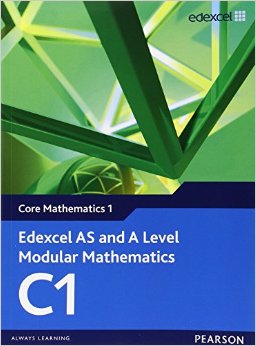 edexcel
Core Mathematics 1
Edexcel AS and A Level
Modular Mathematics
C1
ALWAYS LEARNING
PEARSON